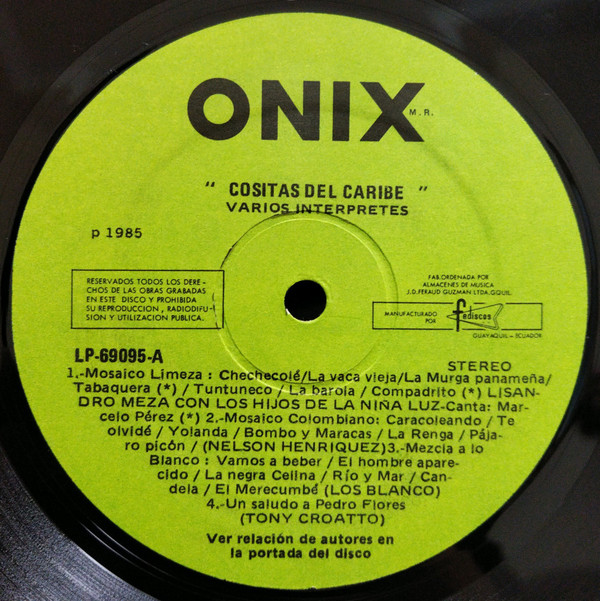 ONIX
M.R.
" COSITAS DEL CARIBE "
VARIOS INTERPRETES
p 1985
RESERVADOS TODOS LOS DERE-
CHOS DE LAS OBRAS GRABADAS
EN ESTE DISCO Y PROHIBIDA
SU REPRODUCCION, RADIODIFU-
SION Y UTILIZACION PUBLICA.
FAB. ORDENADA POR
ALMACENES DE MUSICA
J.D. FERAUD GUZMAN LTDA. GQUIL.
MANUFACTURADO
POR
fediscos
GUAYAQUIL - ECUADOR
LP-69095-A
STEREO
1.-Mosaico Limeza : Chechecolé/La vaca vieja/La Murga panameña/
Tabaquera (*) / Tuntuneco / La barola / Compadrito (*) LISAN-
DRO MEZA CON LOS HIJOS DE LA NIÑA LUZ-Canta: Mar-
celo Pérez (*) 2.-Mosaico Colombiano: Caracoleando / Te
olvidé / Yolanda / Bombo y Maracas / La Renga / Pája-
ro picón / (NELSON HENRIQUEZ) 3.-Mezcla a lo
Blanco : Vamos a beber / El hombre apare-
cido / La negra Celina / Río y Mar / Can-
dela / El Merecumbé (LOS BLANCO)
4.-Un saludo a Pedro Flores
(TONY CROATTO)
Ver relación de autores en
la portada del disco